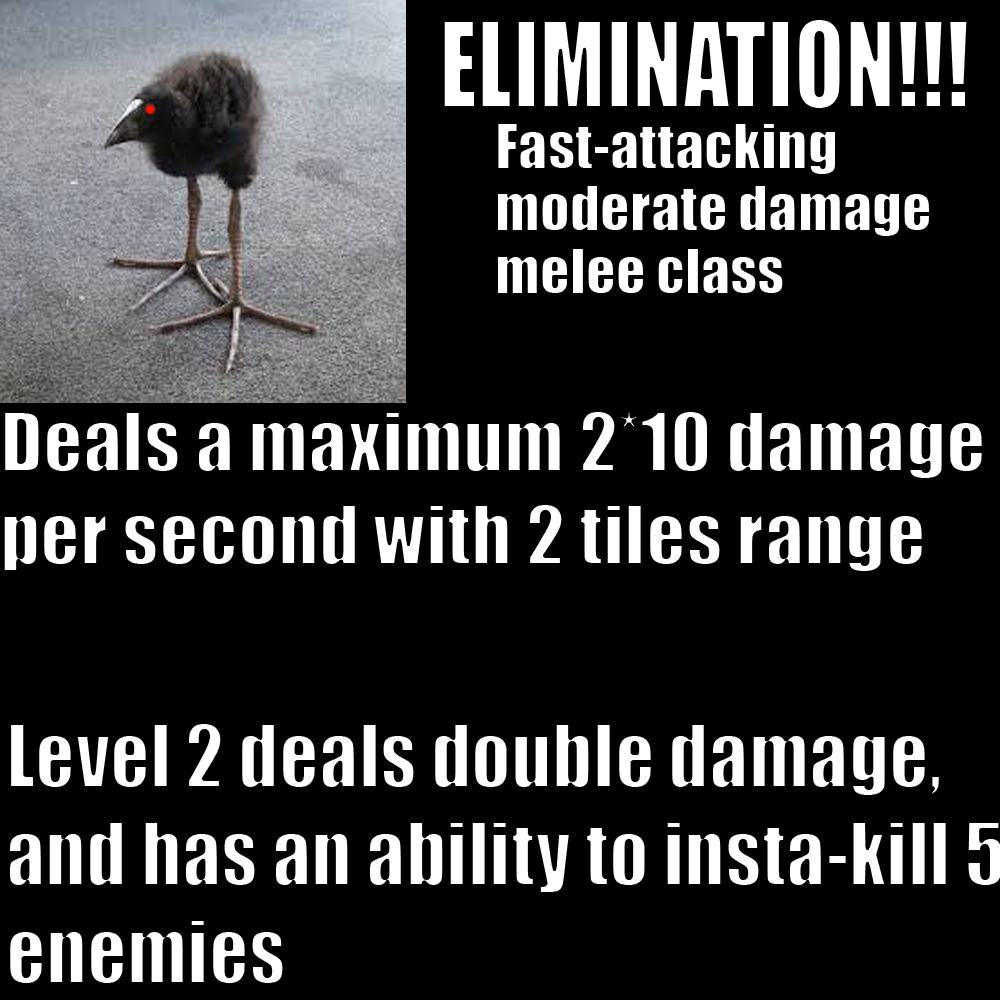 ELIMINATION!!!
Fast-attacking
moderate damage
melee class
Deals a maximum 2*10 damage
per second with 2 tiles range
Level 2 deals double damage,
and has an ability to insta-kill 5
enemies